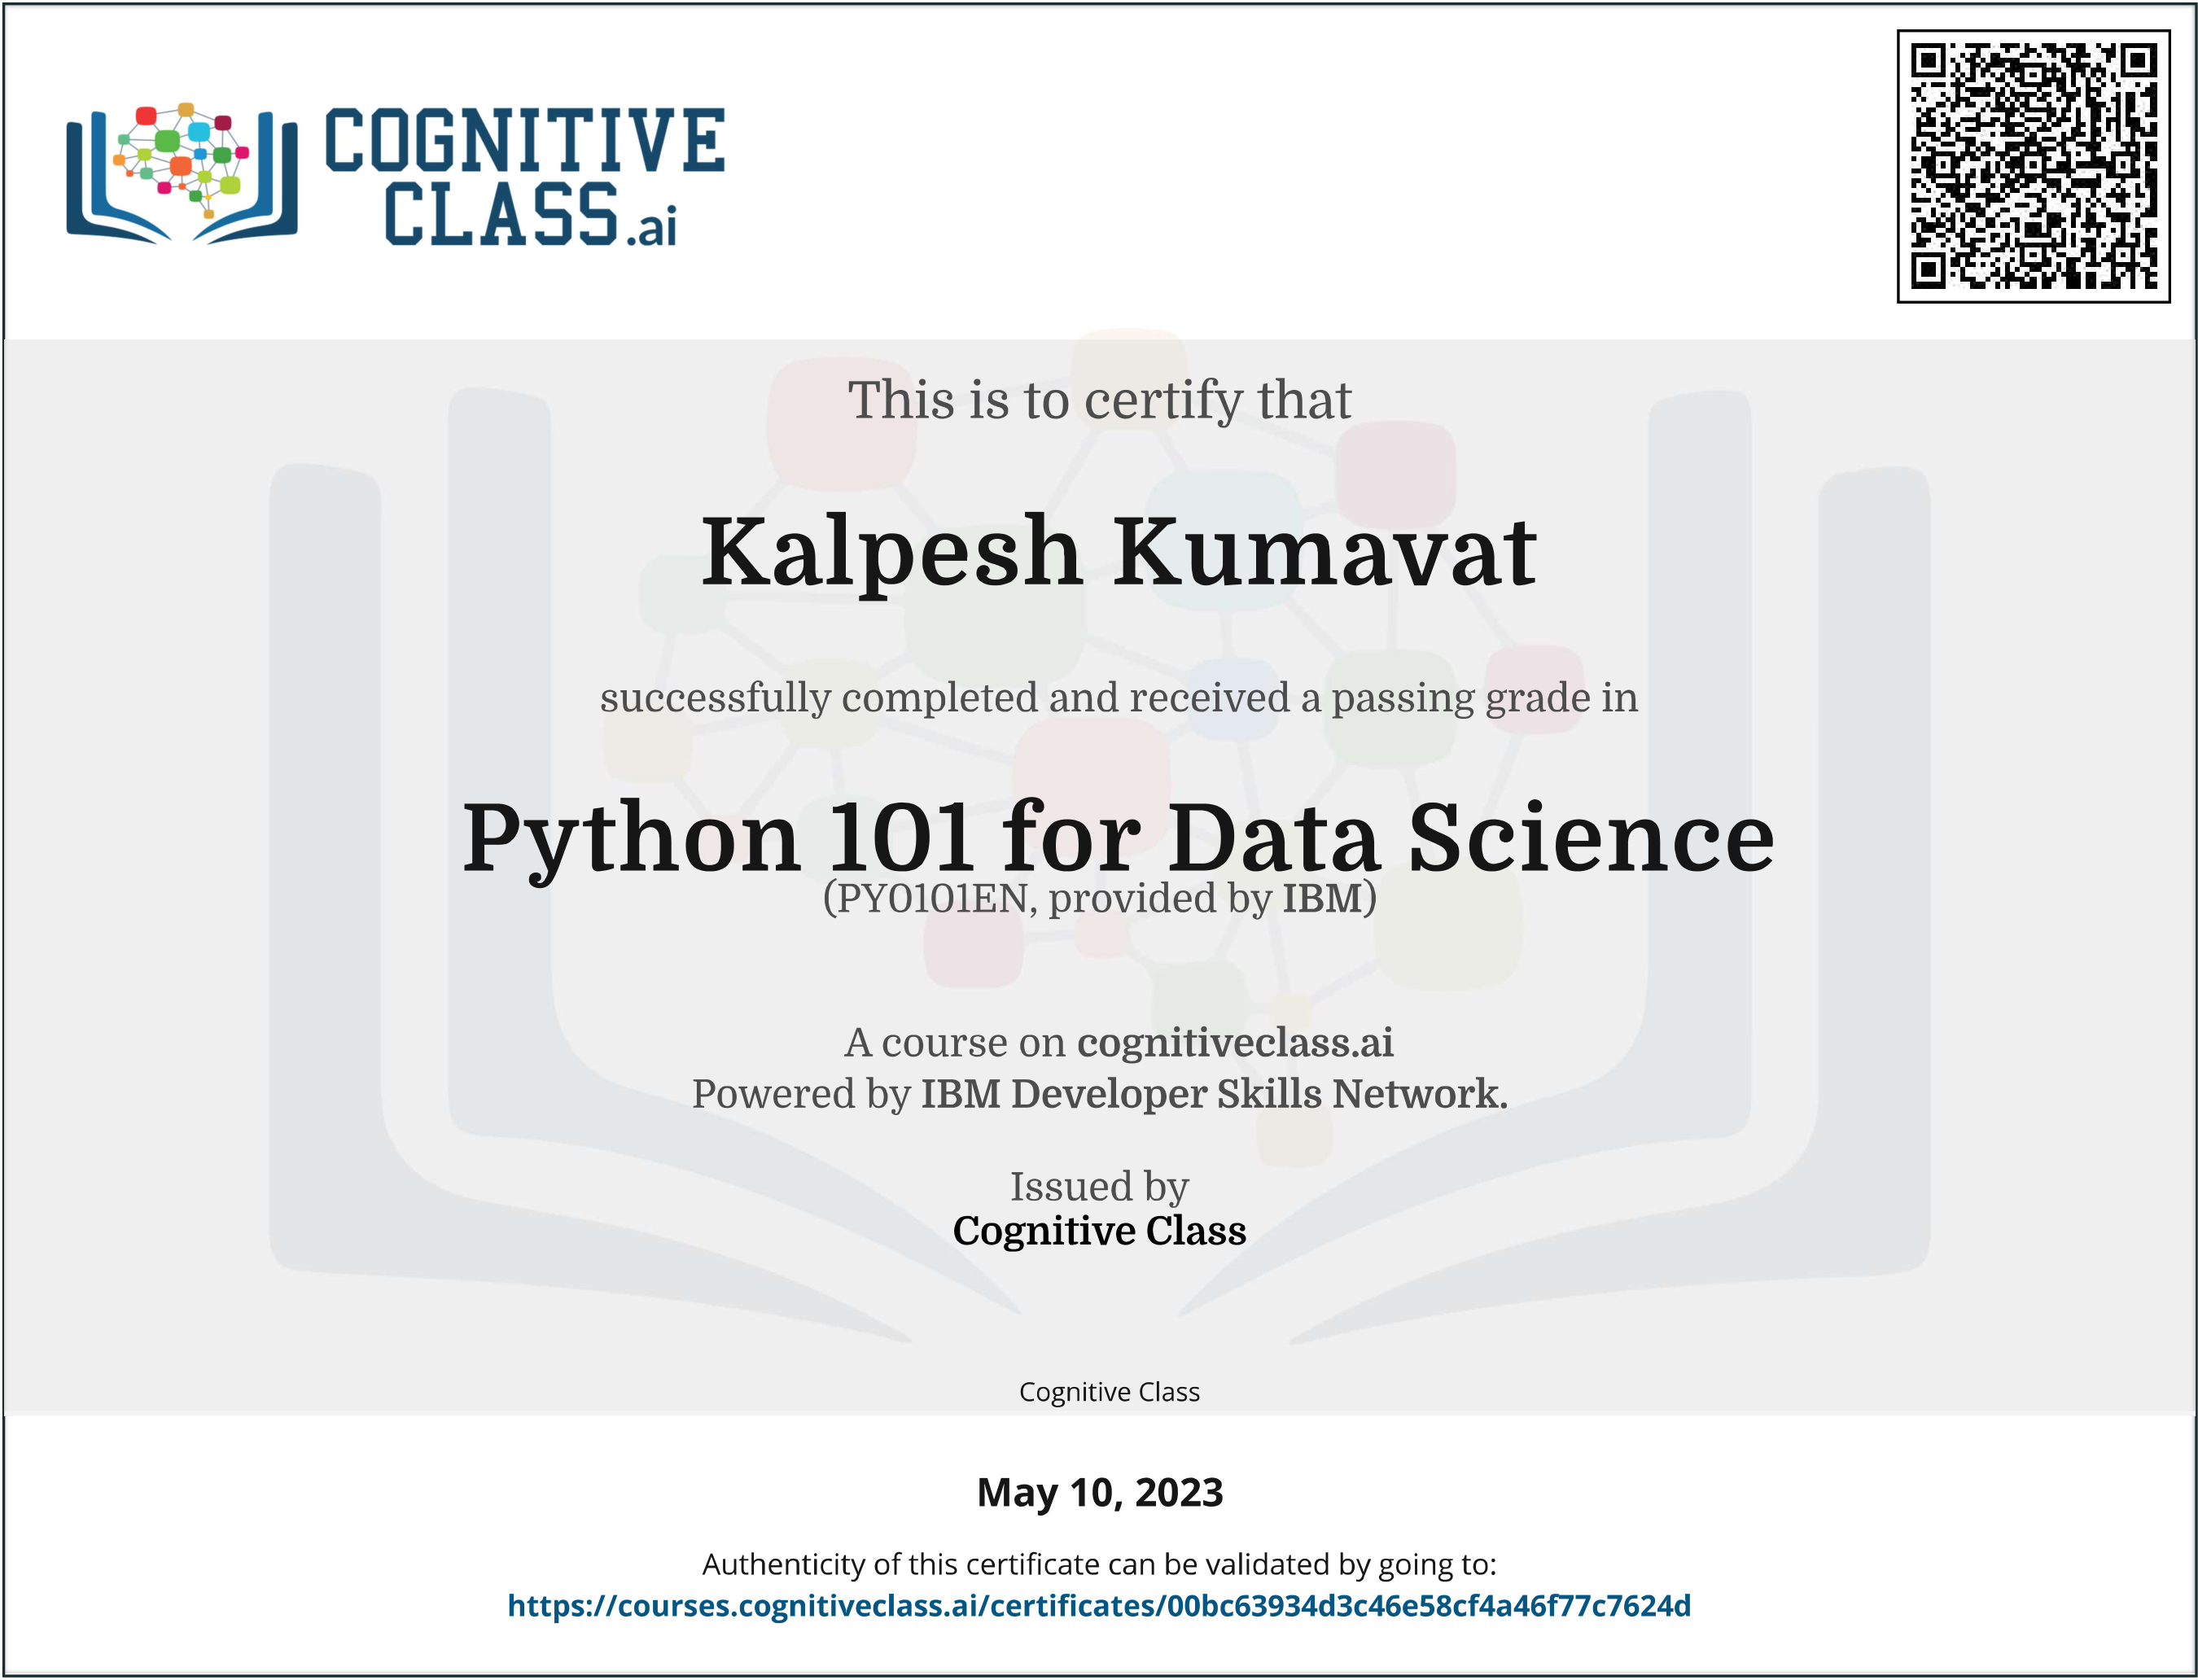 COGNITIVE
CLASS.ai
This is to certify that
Kalpesh Kumavat
successfully completed and received a passing grade in
Python 101 for Data Science
(PY0101EN, provided by IBM)
A course on cognitiveclass.ai
Powered by IBM Developer Skills Network.
Issued by
Cognitive Class
Cognitive Class
May 10, 2023
Authenticity of this certificate can be validated by going to:
https://courses.cognitiveclass.ai/certificates/00bc63934d3c46e58cf4a46f77c7624d